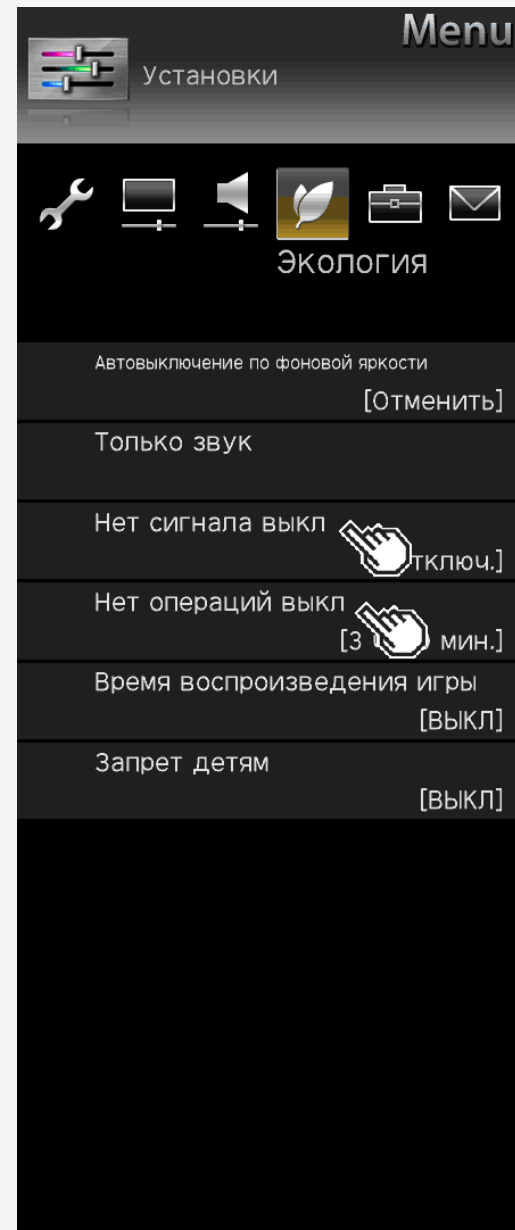 Menu
Установки
Экология
Автовыключение по фоновой яркости
[Отменить]
Только звук
Нет сигнала выкл
Нет операций выкл
[3 мин.]
Время воспроизведения игры
[ВЫКЛ]
Запрет детям
[ВЫКЛ]